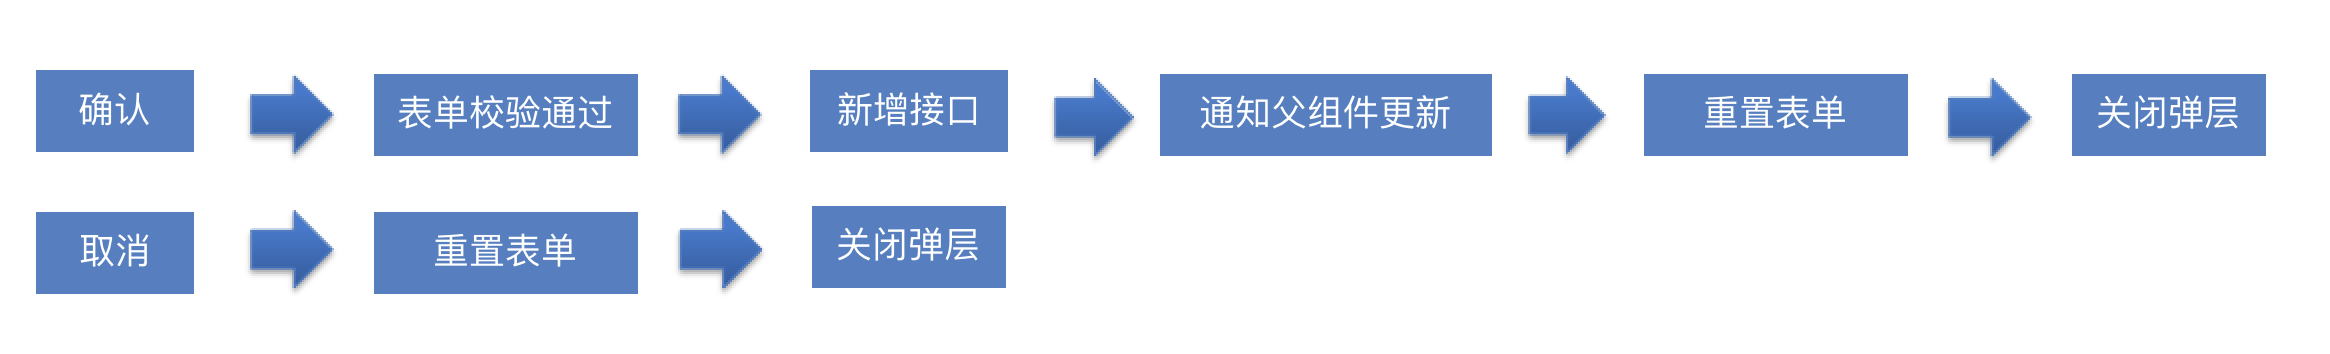 确认
表单校验通过
新增接口
通知父组件更新
重置表单
关闭弹层
取消
重置表单
关闭弹层